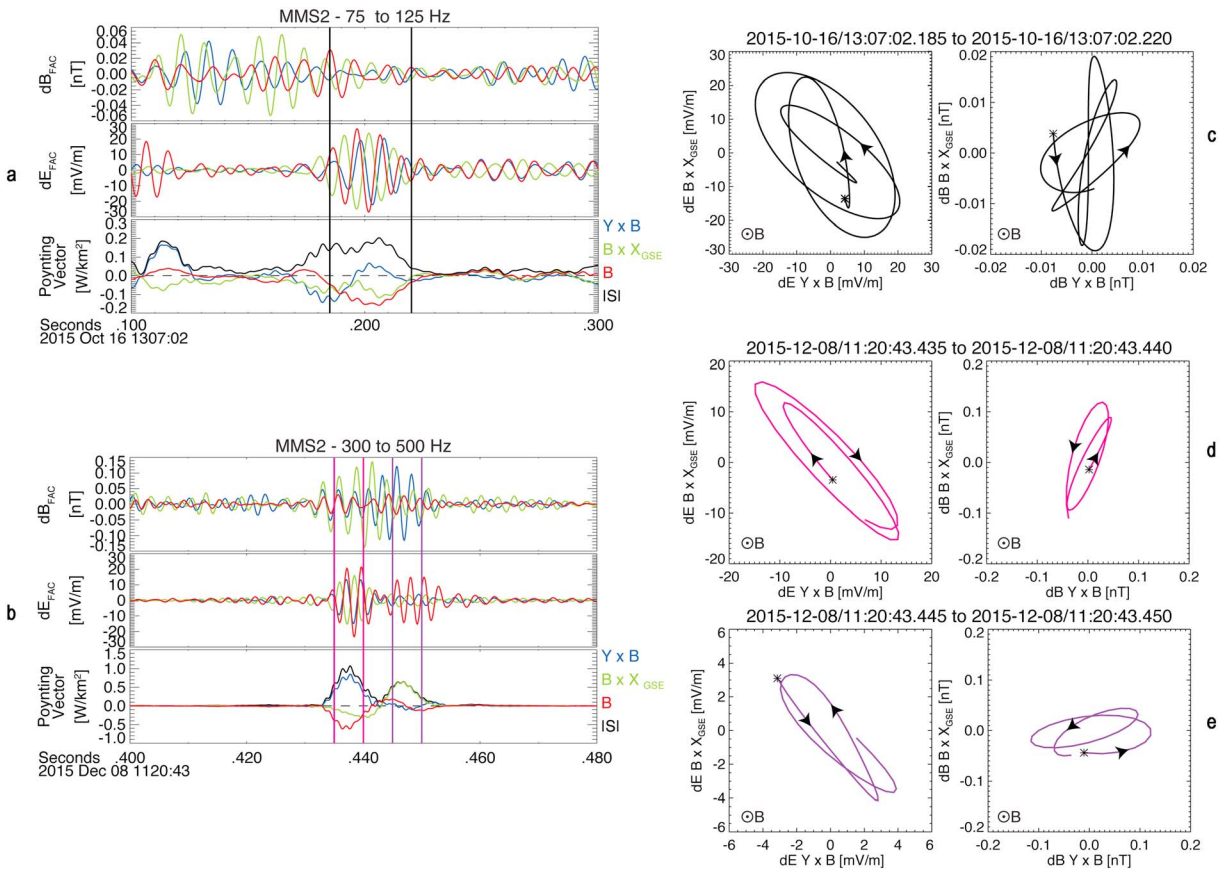 MMS2 - 75 to 125 Hz
a
dB_FAC
[nT]
0.06
0.04
0.02
0.00
-0.02
-0.04
-0.06
dE_FAC
[mV/m]
30
20
10
0
-10
-20
-30
Poynting
Vector
[W/km²]
0.3
0.2
0.1
0.0
-0.1
-0.2
Y x B
B x X_GSE
B
ISI
Seconds .100 .200 .300
2015 Oct 16 1307:02
b
MMS2 - 300 to 500 Hz
dB_FAC
[nT]
0.15
0.10
0.05
0.00
-0.05
-0.10
-0.15
dE_FAC
[mV/m]
30
20
10
0
-10
-20
-30
Poynting
Vector
[W/km²]
1.5
1.0
0.5
0.0
-0.5
-1.0
Y x B
B x X_GSE
B
ISI
Seconds
.400 .420 .440 .460 .480
2015 Dec 08 1120:43
2015-10-16/13:07:02.185 to 2015-10-16/13:07:02.220
c
dE B x X_GSE [mV/m]
30
20
10
0
-10
-20
-30
⊙B
-30 -20 -10 0 10 20 30
dE Y x B [mV/m]
dB B x X_GSE [nT]
0.02
0.01
0.00
-0.01
-0.02
⊙B
-0.02 -0.01 0.00 0.01 0.02
dB Y x B [nT]
2015-12-08/11:20:43.435 to 2015-12-08/11:20:43.440
d
dE B x X_GSE [mV/m]
20
10
0
-10
-20
⊙B
-20 -10 0 10 20
dE Y x B [mV/m]
dB B x X_GSE [nT]
0.2
0.1
0.0
-0.1
-0.2
⊙B
-0.2 -0.1 0.0 0.1 0.2
dB Y x B [nT]
2015-12-08/11:20:43.445 to 2015-12-08/11:20:43.450
e
dE B x X_GSE [mV/m]
6
4
2
0
-2
-4
-6
⊙B
-6 -4 -2 0 2 4 6
dE Y x B [mV/m]
dB B x X_GSE [nT]
0.2
0.1
0.0
-0.1
-0.2
⊙B
-0.2 -0.1 0.0 0.1 0.2
dB Y x B [nT]